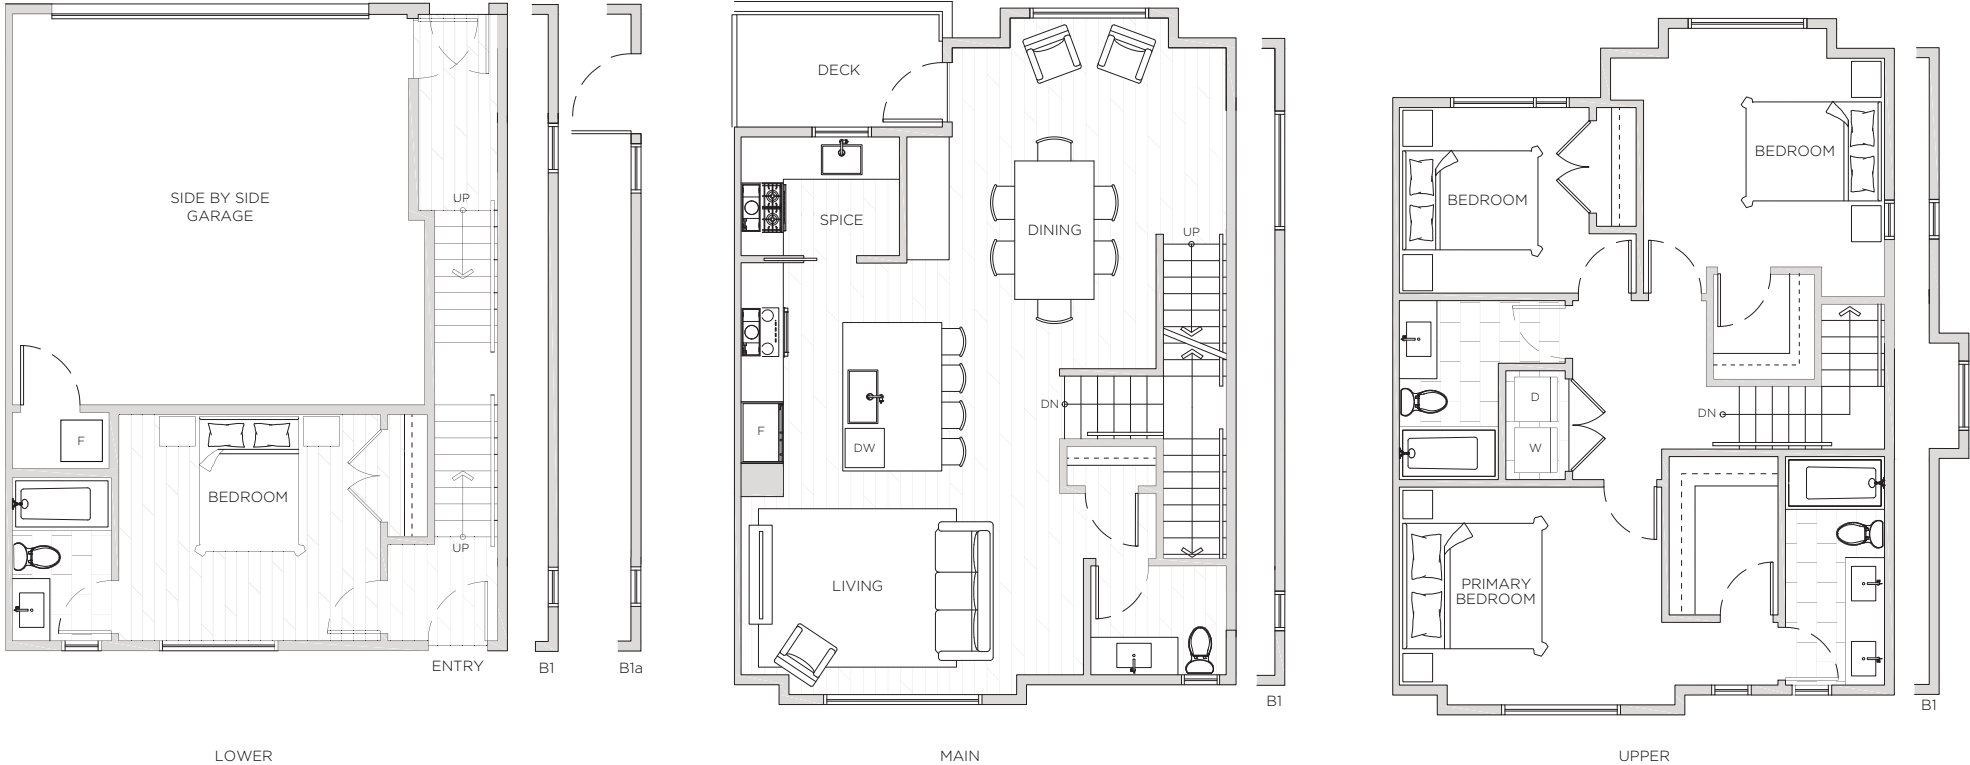 SIDE BY SIDE
GARAGE
UP
F
BEDROOM
UP
ENTRY
B1
B1a
LOWER
DECK
SPICE
DINING
UP
DN
F
DW
LIVING
B1
MAIN
BEDROOM
BEDROOM
D
W
DN
PRIMARY
BEDROOM
B1
UPPER